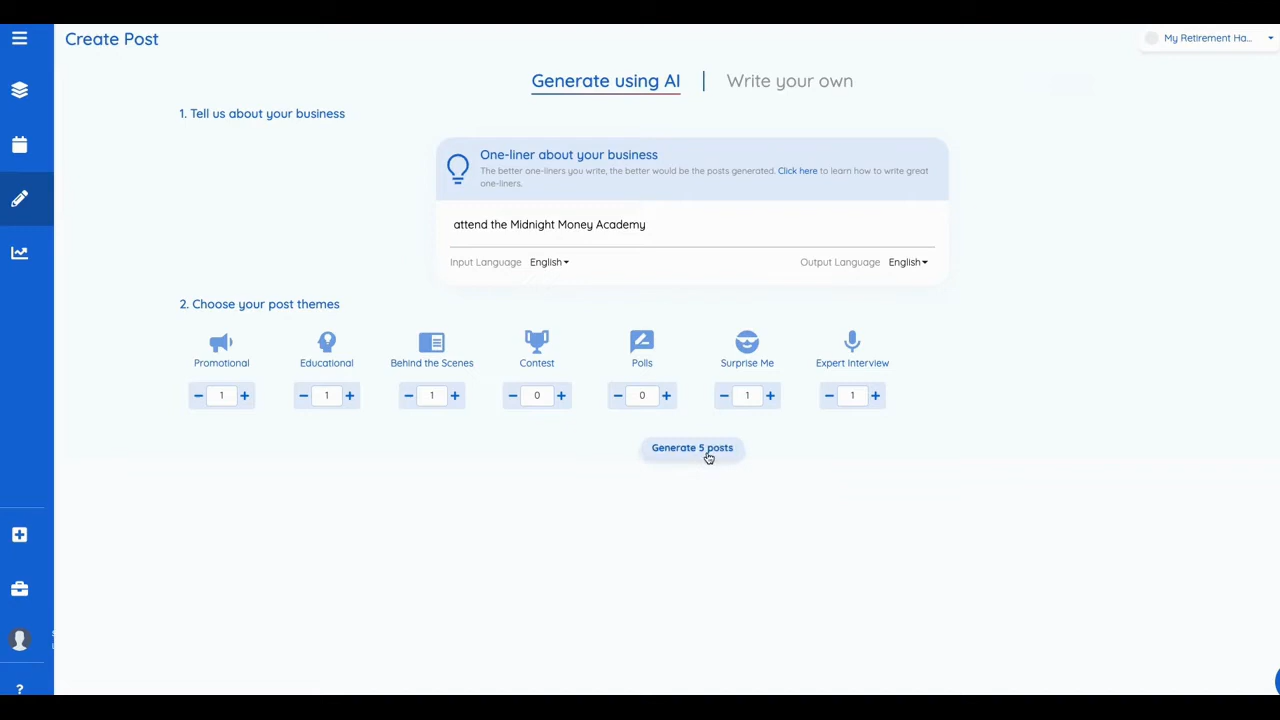 Create Post
My Retirement Ha...
Generate using AI | Write your own
1. Tell us about your business
One-liner about your business
The better one-liners you write, the better would be the posts generated. Click here to learn how to write great
one-liners.
attend the Midnight Money Academy
Input Language English
Output Language English
2. Choose your post themes
Promotional Educational Behind the Scenes Contest Polls Surprise Me Expert Interview
− 1 + − 1 + − 1 + − 0 + − 0 + − 1 + − 1 +
Generate 5 posts
?